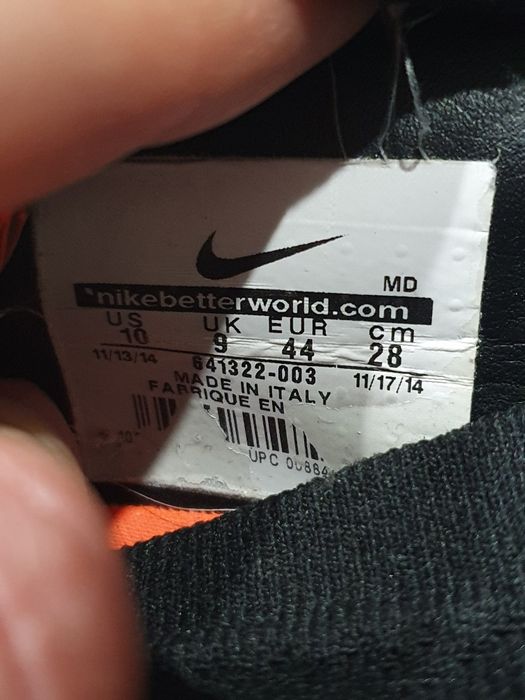 MD
*nikebetterworld.com
US UK EUR cm
10 9 44 28
11/13/14 641322-003 11/17/14
MADE IN ITALY
FABRIQUE EN
UPC 00884